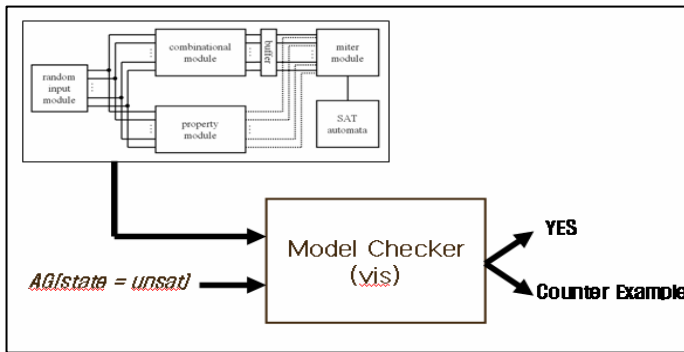 combinational
module
buffer
miter
module
random
input
module
property
module
SAT
automata
Model Checker
(vis)
AG(state = unsat)
YES
Counter Example